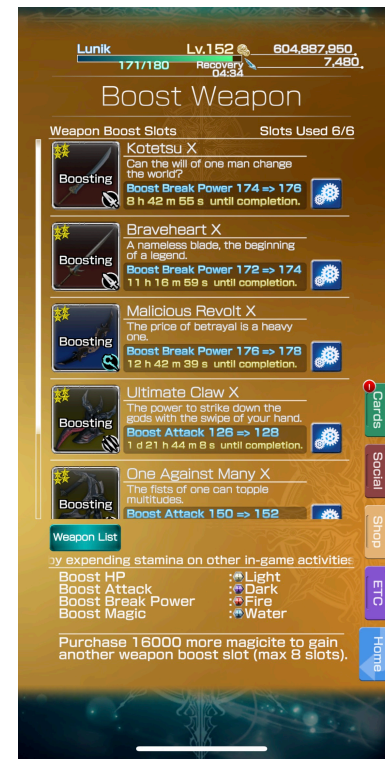 Lunik
Lv.152
604,887,950
171/180
Recovery
04:34
7,480
Boost Weapon
Weapon Boost Slots
Slots Used 6/6
Kotetsu X
Can the will of one man change
the world?
Boosting
Boost Break Power 174 => 176
8 h 42 m 55 s until completion.
Braveheart X
A nameless blade, the beginning
of a legend.
Boosting
Boost Break Power 172 => 174
11 h 16 m 59 s until completion.
Malicious Revolt X
The price of betrayal is a heavy
one.
Boosting
Boost Break Power 176 => 178
12 h 42 m 39 s until completion.
Ultimate Claw X
The power to strike down the
gods with the swipe of your hand.
Boosting
Boost Attack 126 => 128
1 d 21 h 44 m 8 s until completion.
One Against Many X
The fists of one can topple
multitudes.
Boosting
Boost Attack 150 => 152
Weapon List
by expending stamina on other in-game activities
Boost HP :Light
Boost Attack :Dark
Boost Break Power :Fire
Boost Magic :Water
Purchase 16000 more magicite to gain
another weapon boost slot (max 8 slots).
!
Cards
Social
Shop
ETC
Home